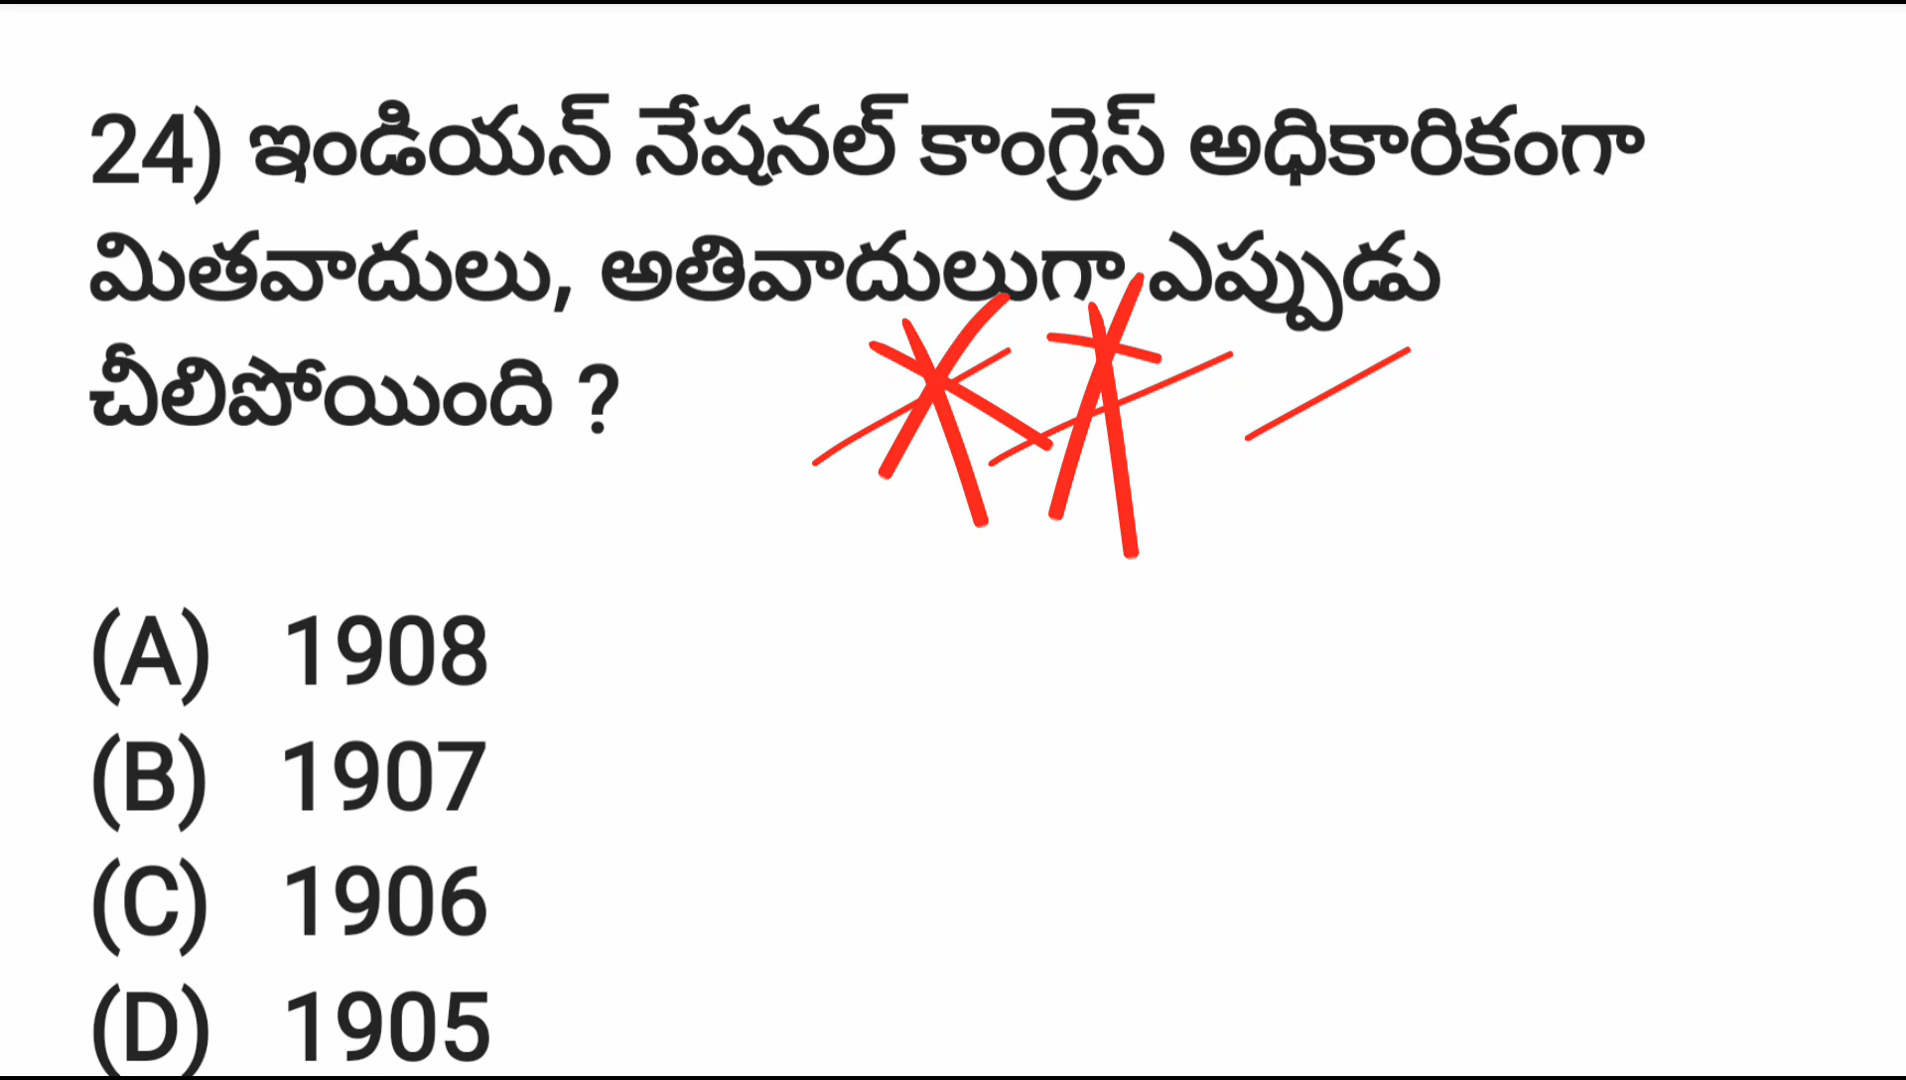 24) ఇండియన్ నేషనల్ కాంగ్రెస్ అధికారికంగా
మితవాదులు, అతివాదులుగా ఎప్పుడు
చీలిపోయింది ?
(A) 1908
(B) 1907
(C) 1906
(D) 1905